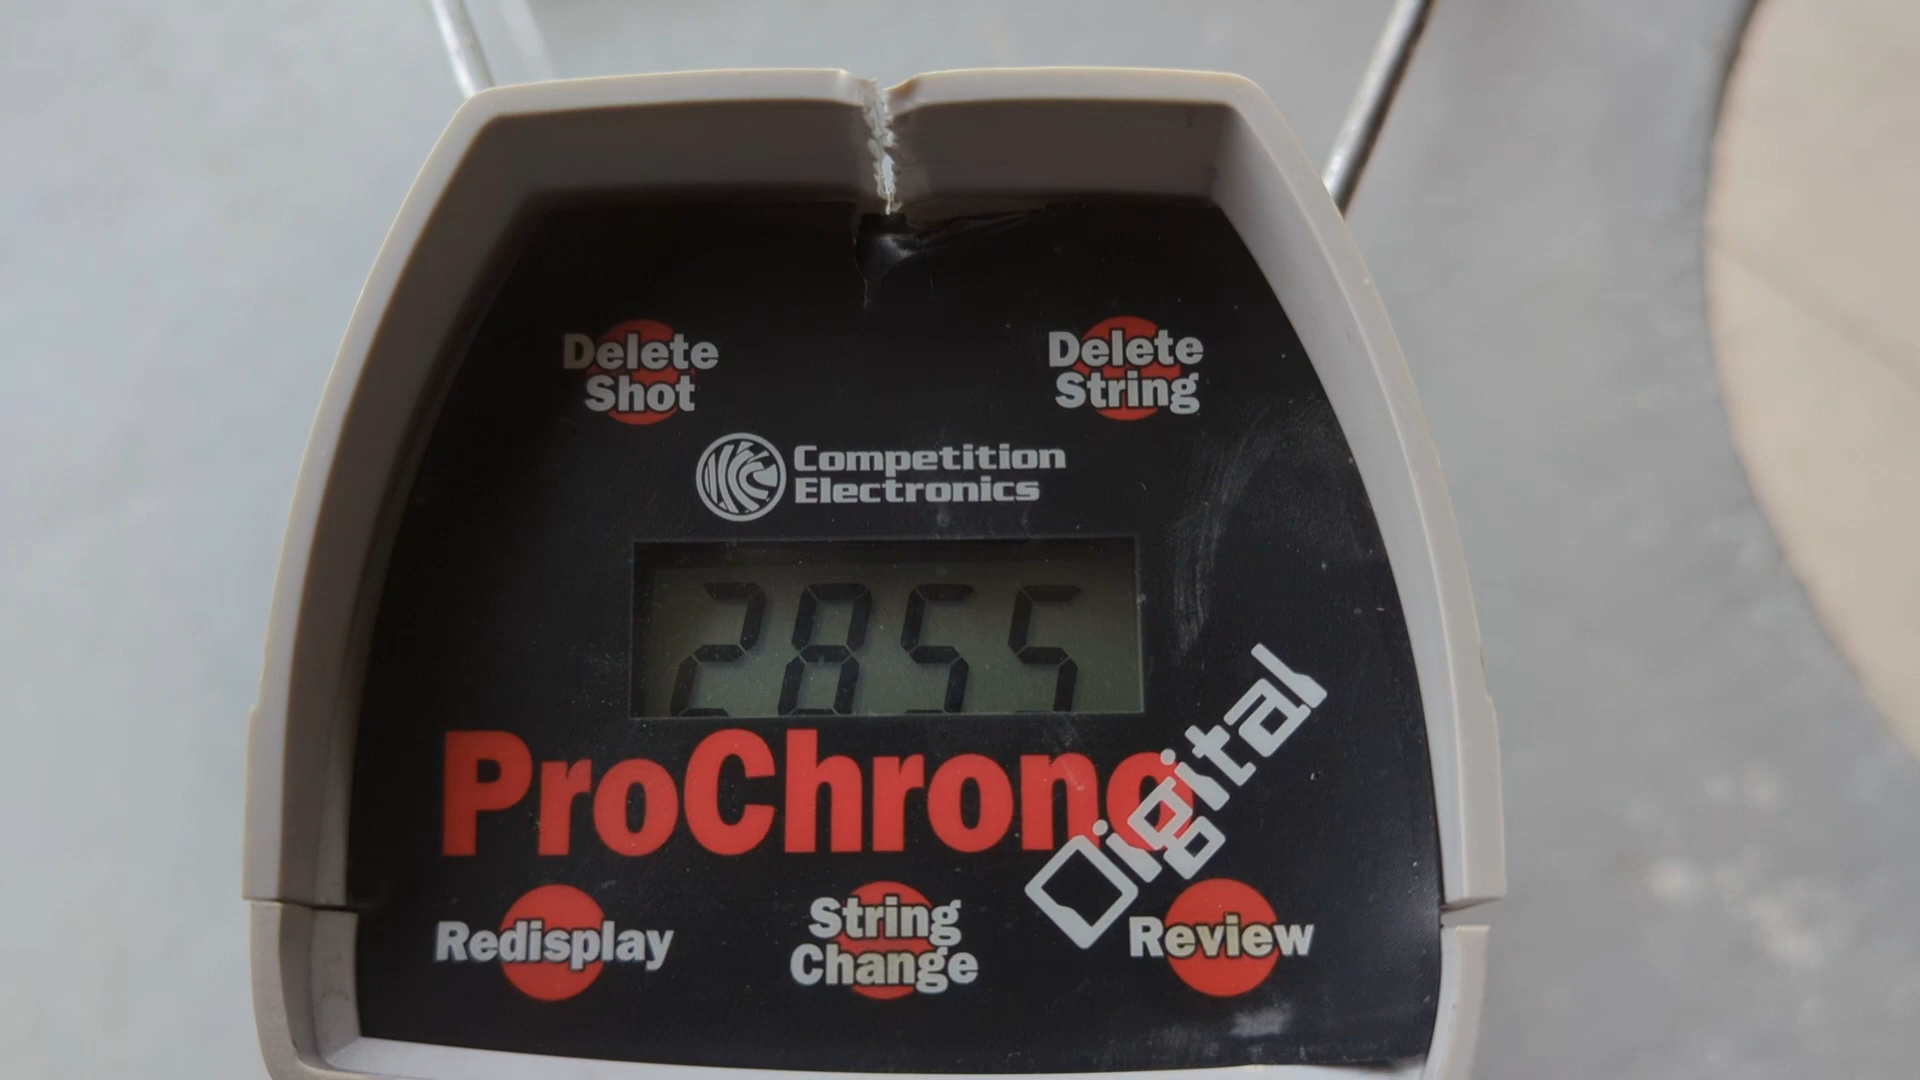 Delete
Shot
Delete
String
Competition
Electronics
2855
ProChrono
Digital
Redisplay
String
Change
Review